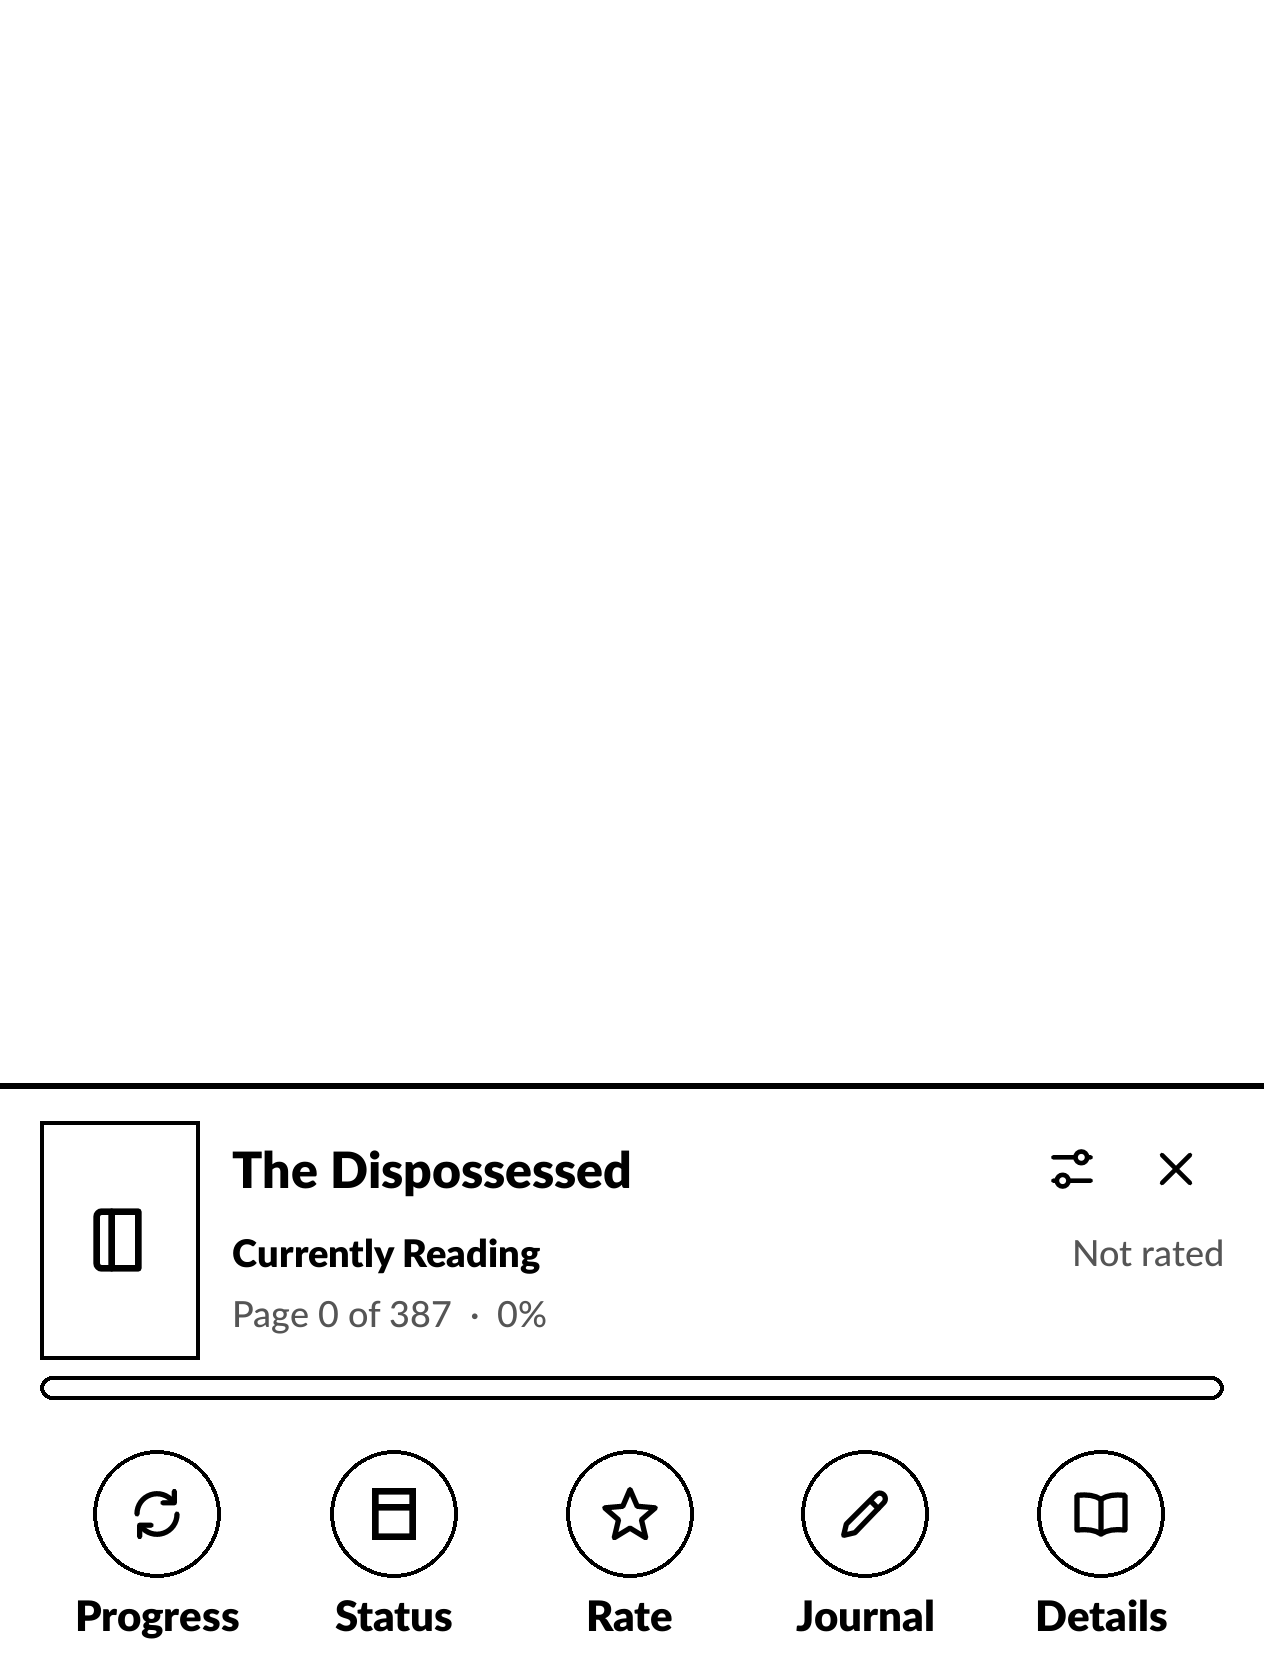 The Dispossessed
Currently Reading
Not rated
Page 0 of 387 · 0%
Progress
Status
Rate
Journal
Details